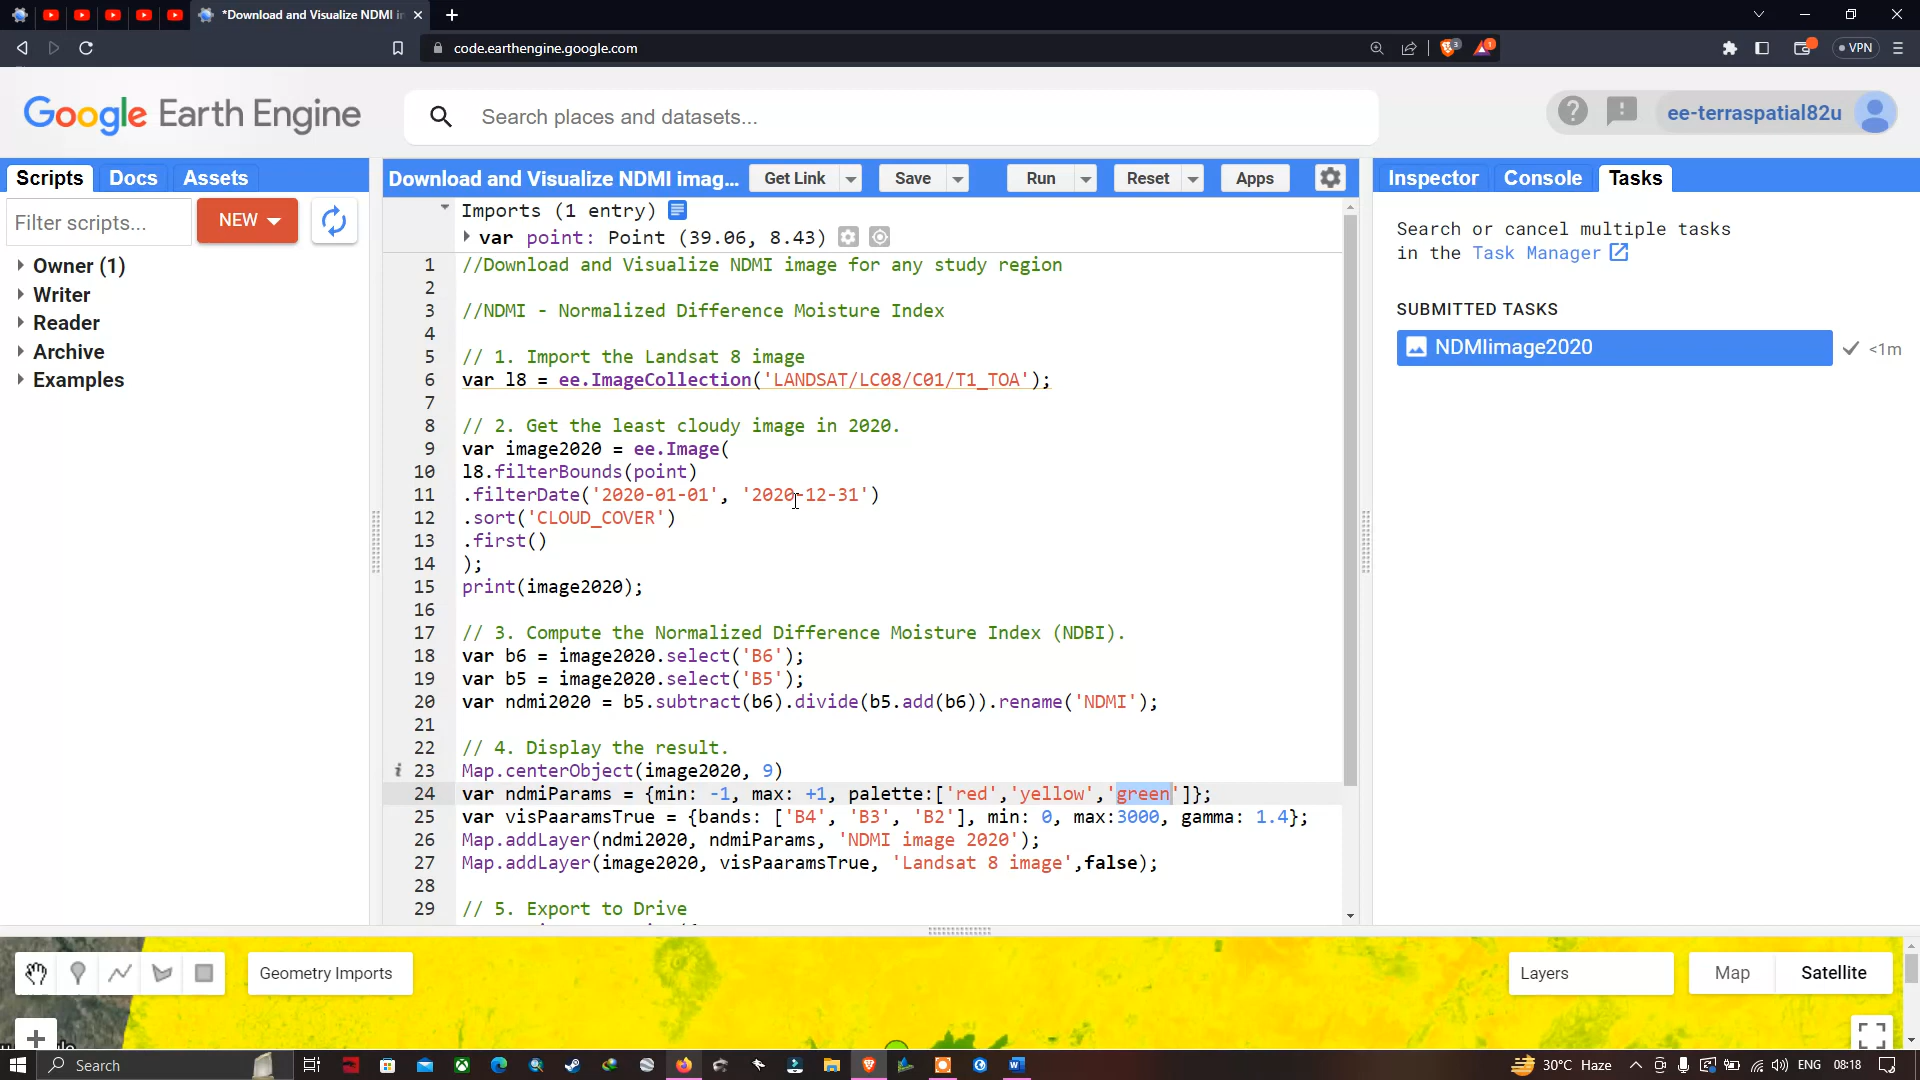 *Download and Visualize NDMI i
code.earthengine.google.com
3
1
VPN
Google Earth Engine
Search places and datasets...
ee-terraspatial82u
Scripts Docs Assets
Download and Visualize NDMI imag... Get Link Save Run Reset Apps
Inspector Console Tasks
Filter scripts... NEW
Owner (1)
Writer
Reader
Archive
Examples
Imports (1 entry)
var point: Point (39.06, 8.43)
1 //Download and Visualize NDMI image for any study region
2
3 //NDMI - Normalized Difference Moisture Index
4
5 // 1. Import the Landsat 8 image
6 var l8 = ee.ImageCollection('LANDSAT/LC08/C01/T1_TOA');
7
8 // 2. Get the least cloudy image in 2020.
9 var image2020 = ee.Image(
10 l8.filterBounds(point)
11 .filterDate('2020-01-01', '2020-12-31')
12 .sort('CLOUD_COVER')
13 .first()
14 );
15 print(image2020);
16
17 // 3. Compute the Normalized Difference Moisture Index (NDBI).
18 var b6 = image2020.select('B6');
19 var b5 = image2020.select('B5');
20 var ndmi2020 = b5.subtract(b6).divide(b5.add(b6)).rename('NDMI');
21
22 // 4. Display the result.
i 23 Map.centerObject(image2020, 9)
24 var ndmiParams = {min: -1, max: +1, palette:['red','yellow','green']};
25 var visPaaramsTrue = {bands: ['B4', 'B3', 'B2'], min: 0, max:3000, gamma: 1.4};
26 Map.addLayer(ndmi2020, ndmiParams, 'NDMI image 2020');
27 Map.addLayer(image2020, visPaaramsTrue, 'Landsat 8 image',false);
28
29 // 5. Export to Drive
Search or cancel multiple tasks
in the Task Manager
SUBMITTED TASKS
NDMIimage2020 <1m
Geometry Imports
Layers
Map Satellite
Search
30°C Haze
ENG
08:18